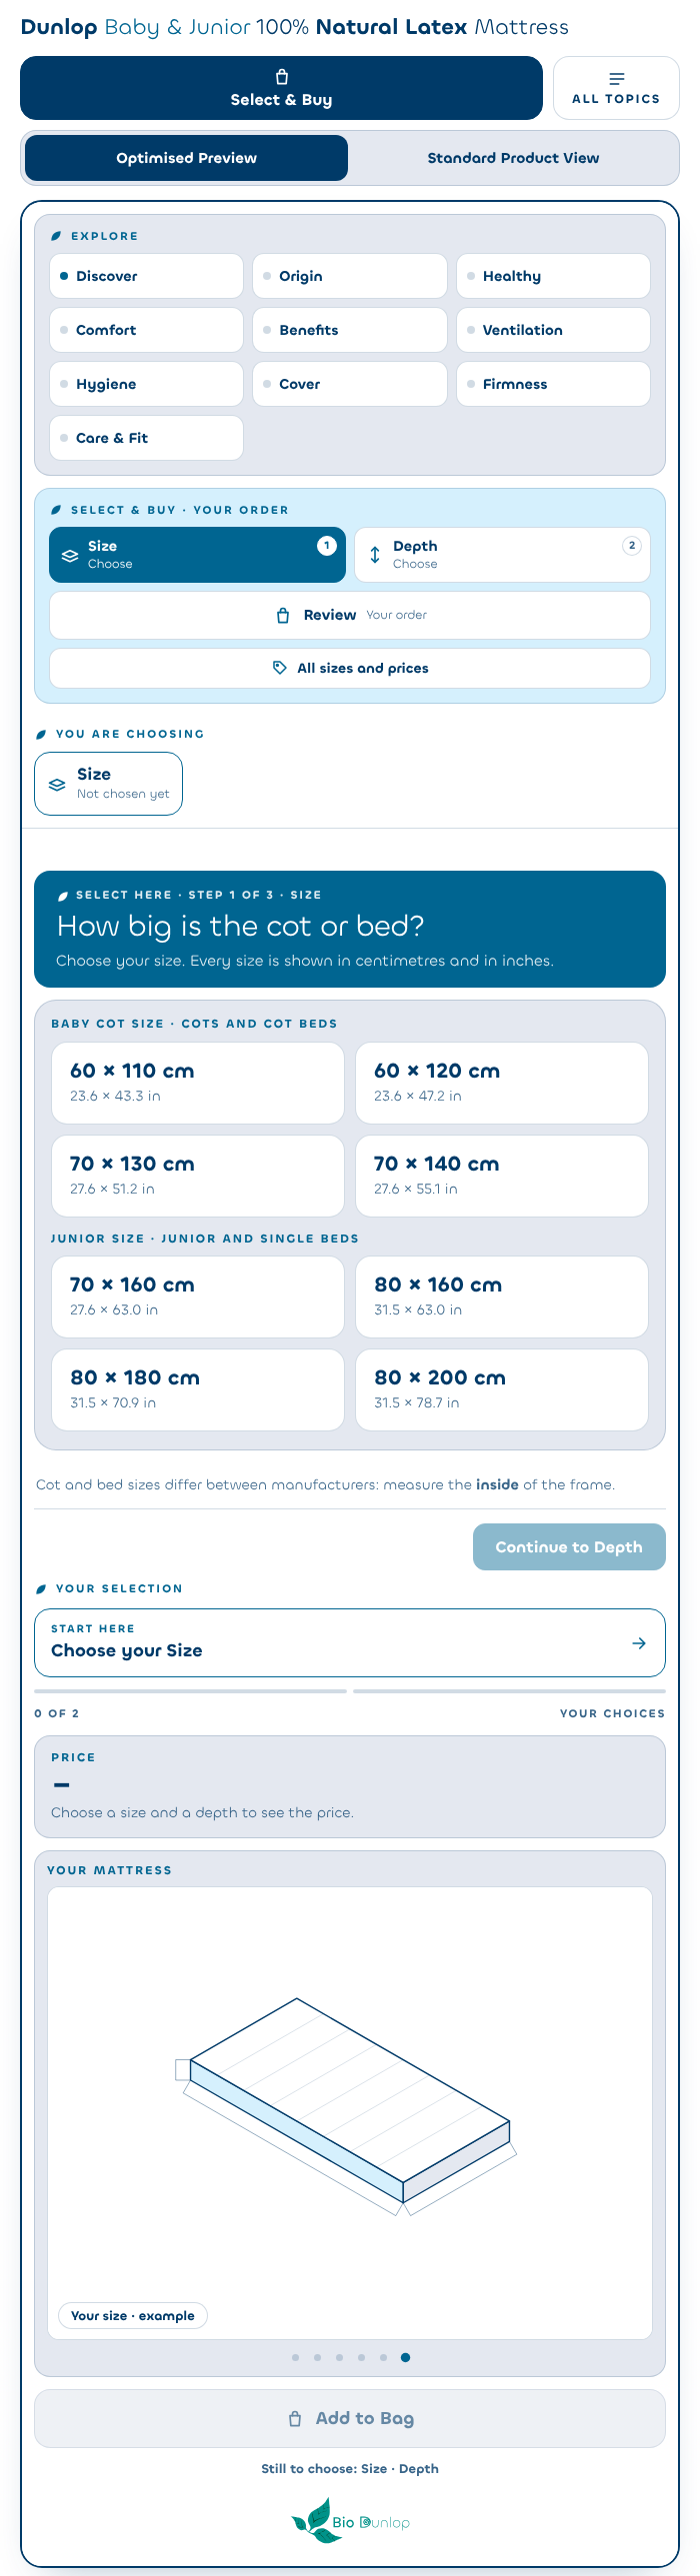 Dunlop Baby & Junior 100% Natural Latex Mattress
Select & Buy
ALL TOPICS
Optimised Preview
Standard Product View
EXPLORE
Discover
Origin
Healthy
Comfort
Benefits
Ventilation
Hygiene
Cover
Firmness
Care & Fit
SELECT & BUY · YOUR ORDER
Size
Choose
1
Depth
Choose
2
Review Your order
All sizes and prices
YOU ARE CHOOSING
Size
Not chosen yet
SELECT HERE · STEP 1 OF 3 · SIZE
How big is the cot or bed?
Choose your size. Every size is shown in centimetres and in inches.
BABY COT SIZE · COTS AND COT BEDS
60 × 110 cm
23.6 × 43.3 in
60 × 120 cm
23.6 × 47.2 in
70 × 130 cm
27.6 × 51.2 in
70 × 140 cm
27.6 × 55.1 in
JUNIOR SIZE · JUNIOR AND SINGLE BEDS
70 × 160 cm
27.6 × 63.0 in
80 × 160 cm
31.5 × 63.0 in
80 × 180 cm
31.5 × 70.9 in
80 × 200 cm
31.5 × 78.7 in
Cot and bed sizes differ between manufacturers: measure the inside of the frame.
Continue to Depth
YOUR SELECTION
START HERE
Choose your Size
0 OF 2
YOUR CHOICES
PRICE
–
Choose a size and a depth to see the price.
YOUR MATTRESS
Your size · example
Add to Bag
Still to choose: Size · Depth
Bio Dunlop